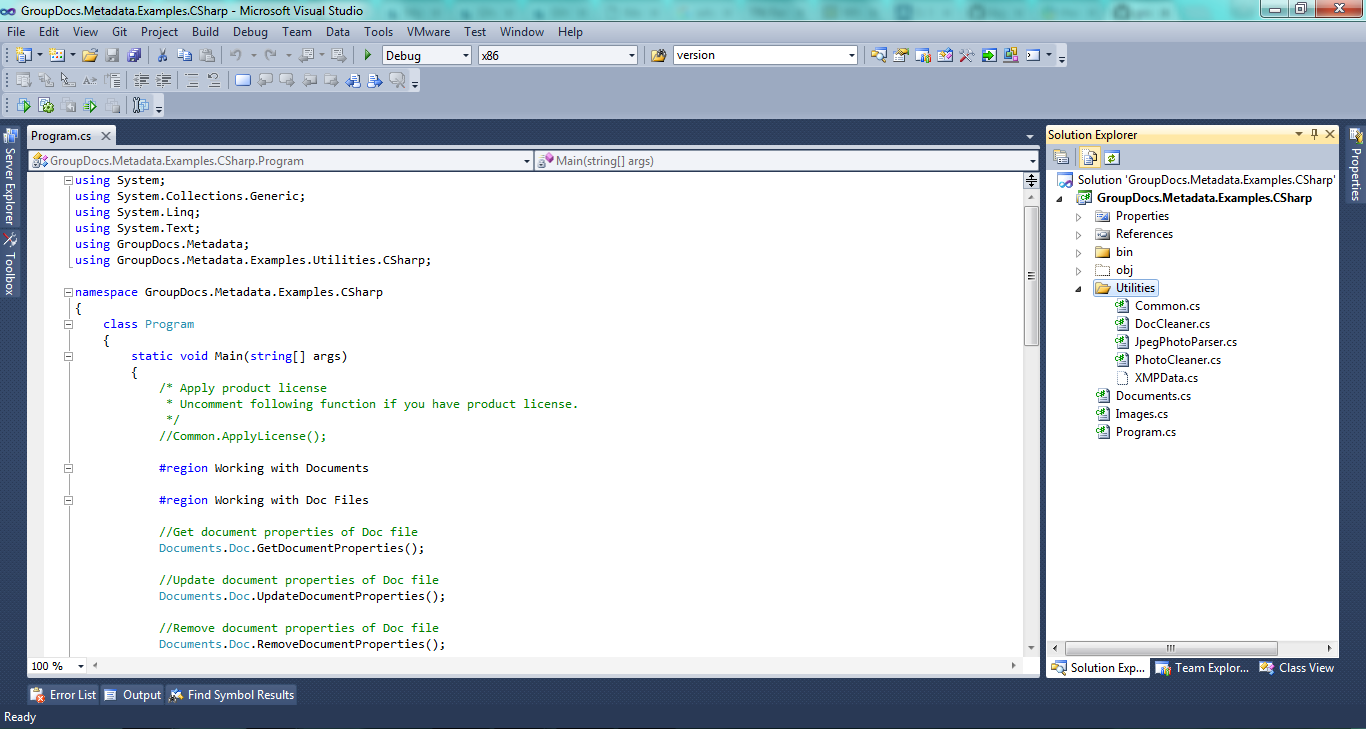 GroupDocs.Metadata.Examples.CSharp - Microsoft Visual Studio
File Edit View Git Project Build Debug Team Data Tools VMware Test Window Help
Debug x86 version
Program.cs
GroupDocs.Metadata.Examples.CSharp.Program Main(string[] args)
using System;
using System.Collections.Generic;
using System.Linq;
using System.Text;
using GroupDocs.Metadata;
using GroupDocs.Metadata.Examples.Utilities.CSharp;
namespace GroupDocs.Metadata.Examples.CSharp
{
class Program
{
static void Main(string[] args)
{
/* Apply product license
* Uncomment following function if you have product license.
*/
//Common.ApplyLicense();
#region Working with Documents
#region Working with Doc Files
//Get document properties of Doc file
Documents.Doc.GetDocumentProperties();
//Update document properties of Doc file
Documents.Doc.UpdateDocumentProperties();
//Remove document properties of Doc file
Documents.Doc.RemoveDocumentProperties();
100 %
Server Explorer
Toolbox
Solution Explorer
Solution 'GroupDocs.Metadata.Examples.CSharp'
GroupDocs.Metadata.Examples.CSharp
Properties
References
bin
obj
Utilities
Common.cs
DocCleaner.cs
JpegPhotoParser.cs
PhotoCleaner.cs
XMPData.cs
Documents.cs
Images.cs
Program.cs
Solution Exp... Team Explor... Class View
Properties
Error List Output Find Symbol Results
Ready